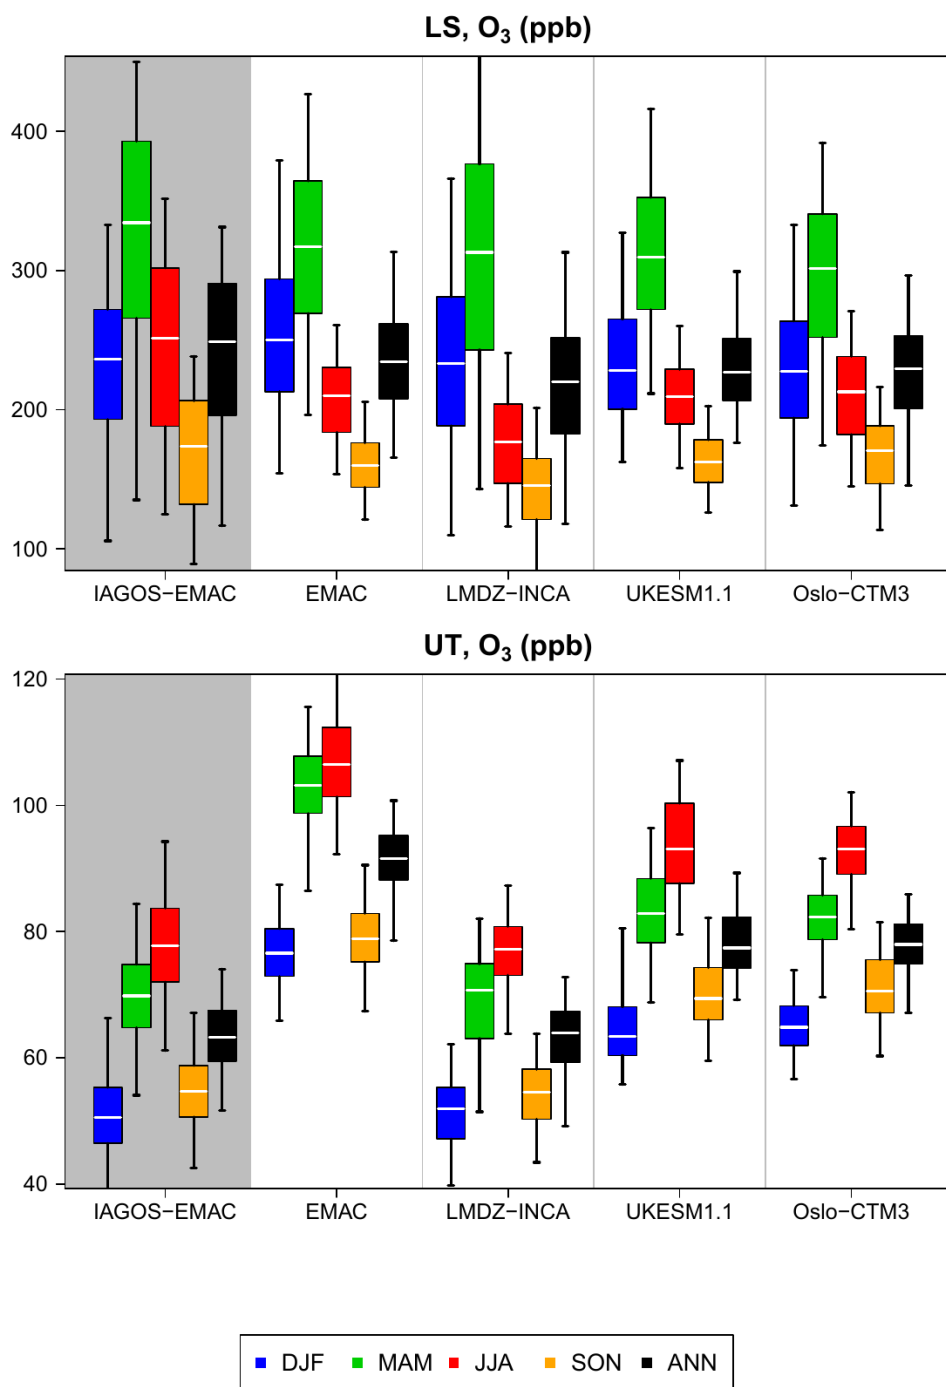 LS, O₃ (ppb)
400
300
200
100
IAGOS−EMAC EMAC LMDZ−INCA UKESM1.1 Oslo−CTM3
UT, O₃ (ppb)
120
100
80
60
40
IAGOS−EMAC EMAC LMDZ−INCA UKESM1.1 Oslo−CTM3
DJF MAM JJA SON ANN